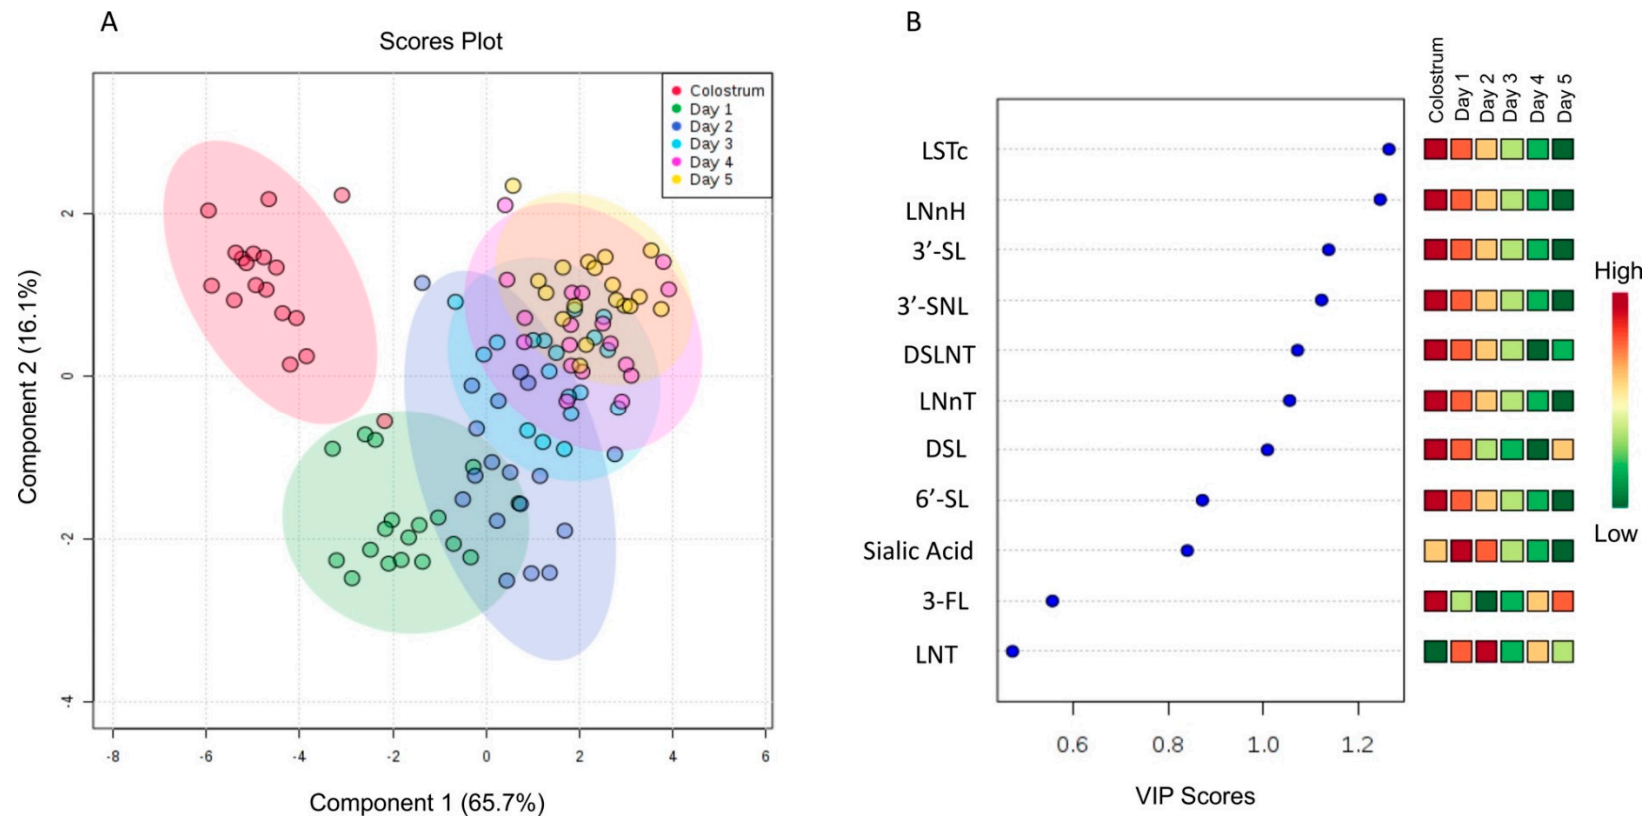 A
Scores Plot
Colostrum
Day 1
Day 2
Day 3
Day 4
Day 5
Component 2 (16.1%)
2
0
-2
-4
-8 -6 -4 -2 0 2 4 6
Component 1 (65.7%)
B
Colostrum
Day 1
Day 2
Day 3
Day 4
Day 5
LSTc
LNnH
3’-SL
3’-SNL
DSLNT
LNnT
DSL
6’-SL
Sialic Acid
3-FL
LNT
High
Low
0.6 0.8 1.0 1.2
VIP Scores